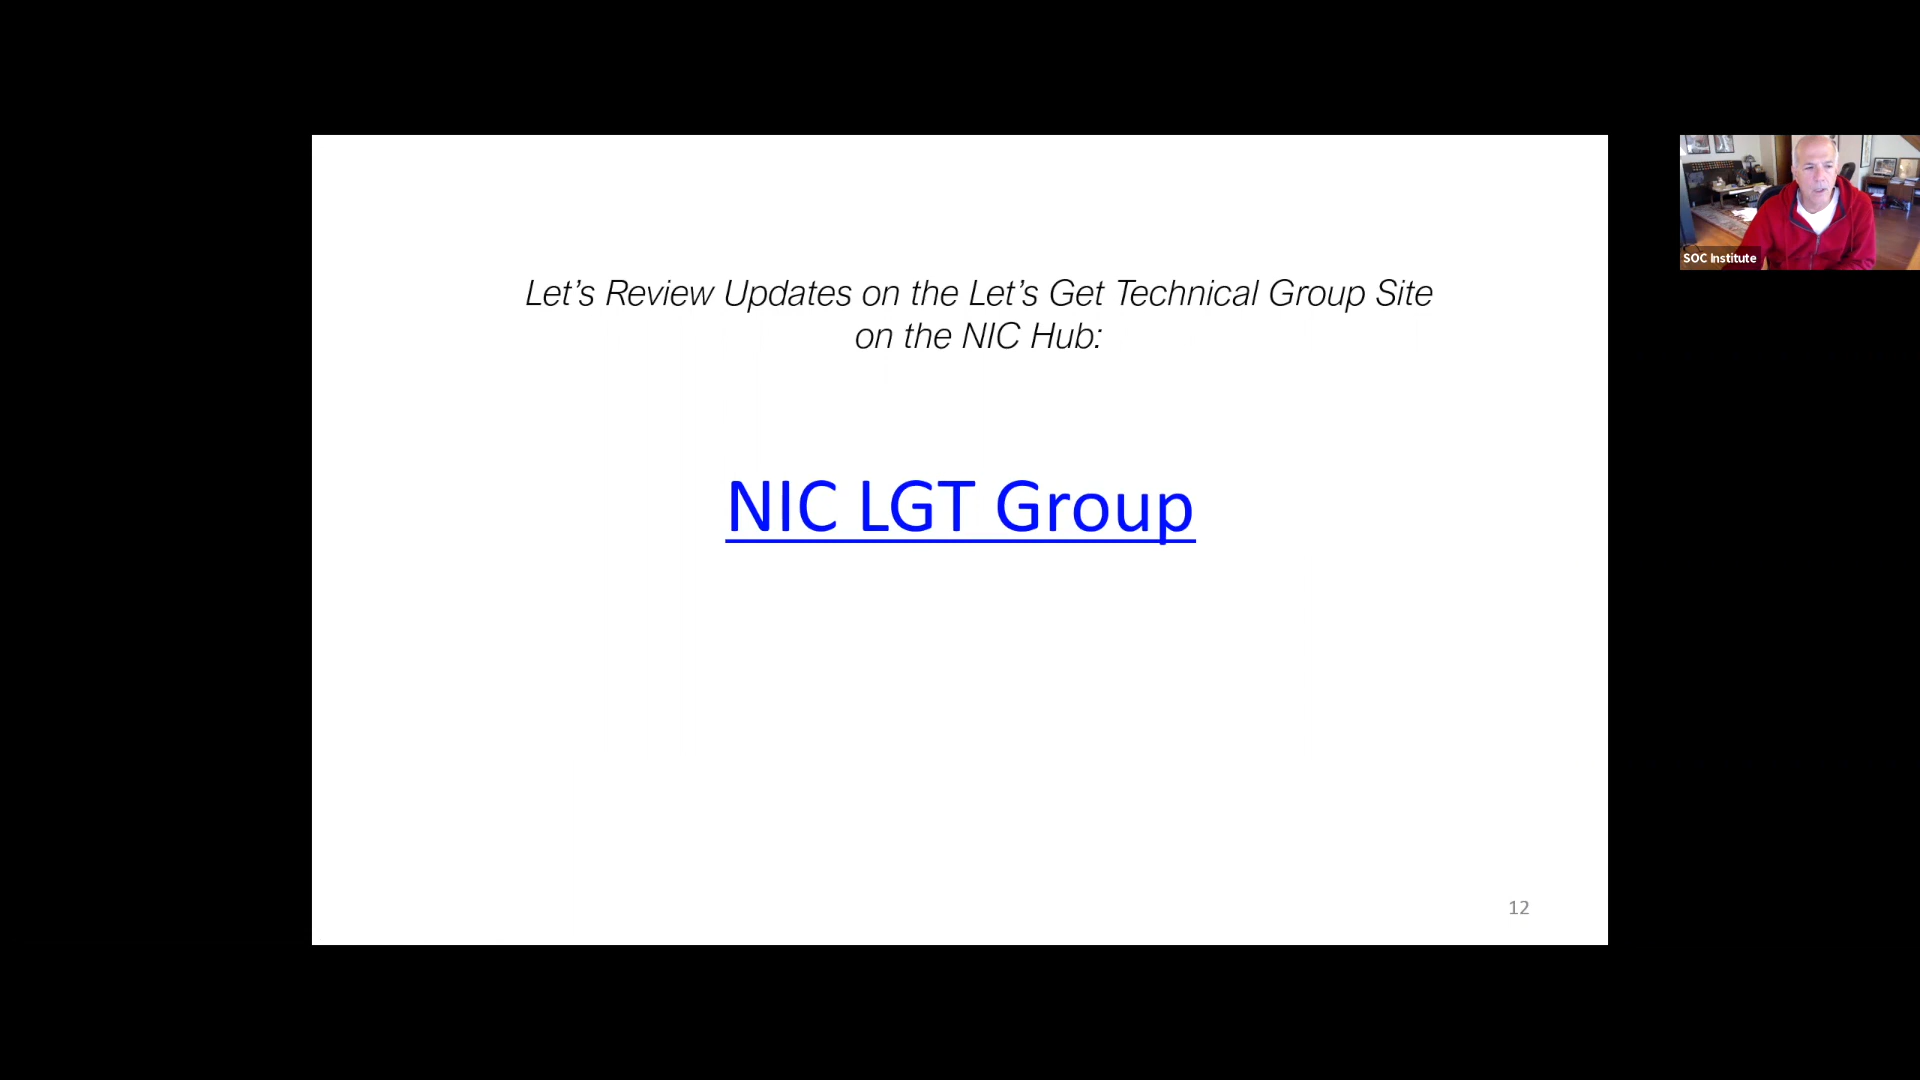 Let’s Review Updates on the Let’s Get Technical Group Site
on the NIC Hub:
NIC LGT Group
12
SOC Institute